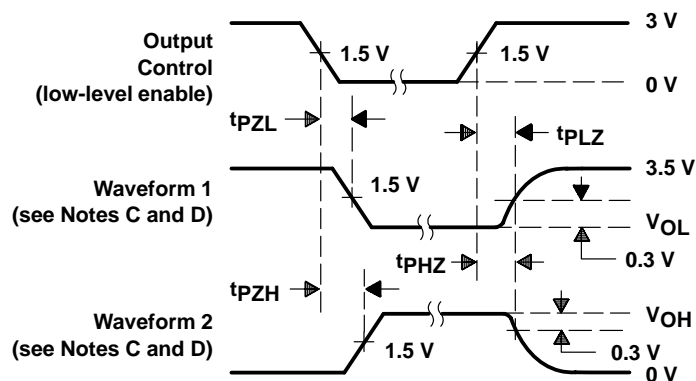 Output
Control
(low-level enable)
1.5 V
1.5 V
3 V
0 V
tPZL
tPLZ
Waveform 1
(see Notes C and D)
1.5 V
3.5 V
VOL
0.3 V
tPHZ
tPZH
Waveform 2
(see Notes C and D)
1.5 V
VOH
0.3 V
0 V